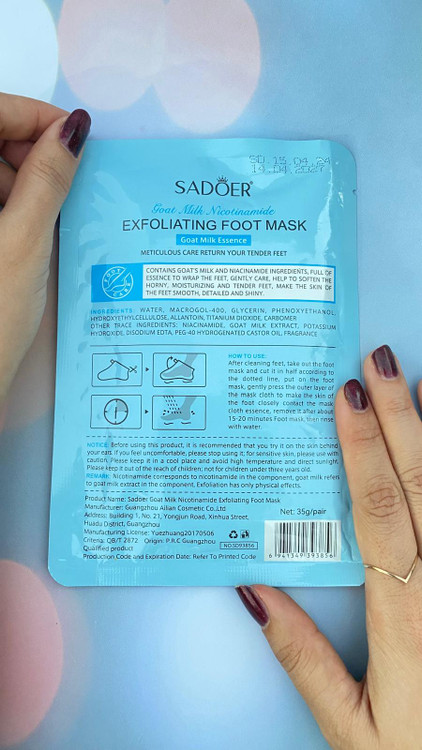 SD 15 04 24
14 04 2027
SADOER
Goat Milk Nicotinamide
EXFOLIATING FOOT MASK
Goat Milk Essence
METICULOUS CARE RETURN YOUR TENDER FEET
FOOT CARE
CONTAINS GOAT'S MILK AND NIACINAMIDE INGREDIENTS, FULL OF
ESSENCE TO WRAP THE FEET, GENTLY CARE, HELP TO SOFTEN THE
HORNY. MOISTURIZING AND TENDER FEET, MAKE THE SKIN OF
THE FEET SMOOTH, DETAILED AND SHINY.
INGREDIENTS: WATER, MACROGOL-400, GLYCERIN, PHENOXYETHANOL,
HYDROXYETHYLCELLULOSE, ALLANTOIN, TITANIUM DIOXIDE, CARBOMER
OTHER TRACE INGREDIENTS: NIACINAMIDE, GOAT MILK EXTRACT, POTASSIUM
HYDROXIDE, DISODIUM EDTA, PEG-40 HYDROGENATED CASTOR OIL, FRAGRANCE
HOW TO USE:
After cleaning feet, take out the foot
mask and cut it in half according to
the dotted line, put on the foot
mask, gently press the outer layer of
the mask cloth to make the skin of
the foot closely contact the mask
cloth essence, remove it after about
15-20 minutes Foot mask, then rinse
with water.
NOTICE: Before using this product, it is recommended that you try it on the skin behind
your ears. If you feel uncomfortable, please stop using it; for sensitive skin, please use with
caution. Please keep it in a cool place and avoid high temperature and direct sunlight.
Please keep it out of the reach of children; not for children under three years old.
REMARK: Nicotinamide corresponds to nicotinamide in the component, goat milk refers
to goat milk extract in the component. Exfoliation has only physical effects.
Product Name: Sadoer Goat Milk Nicotinamide Exfoliating Foot Mask
Manufacturer: Guangzhou Ailian Cosmetic Co.,Ltd
Address: Building 1, No. 21, Yongjun Road, Xinhua Street,
Huadu District, Guangzhou
Manufacturing License: Yuezhuang20170506
Criteria: QB/T 2872 Origin: P.R.C Guangzhou
Qualified product
Production Code and Expiration Date: Refer To Printed Code
NO:SD93856
Net: 35g/pair
6 941349 393856